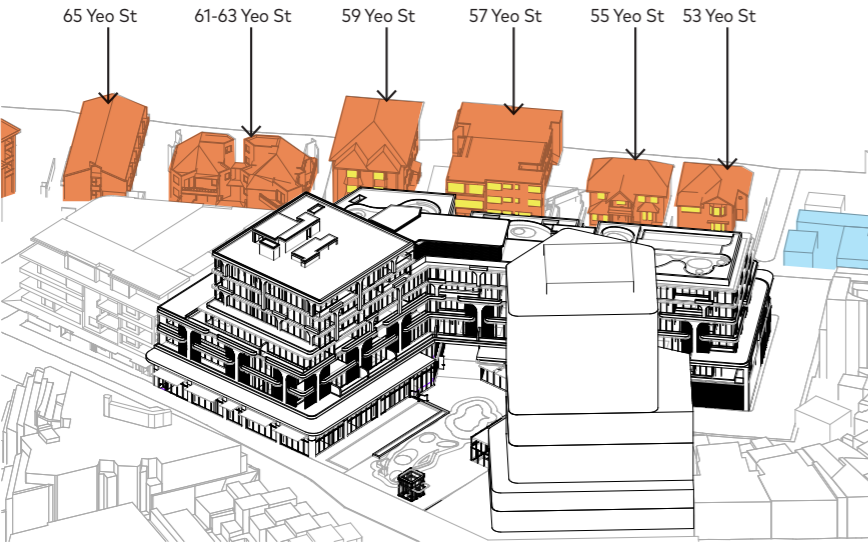 65 Yeo St
61-63 Yeo St
59 Yeo St
57 Yeo St
55 Yeo St
53 Yeo St